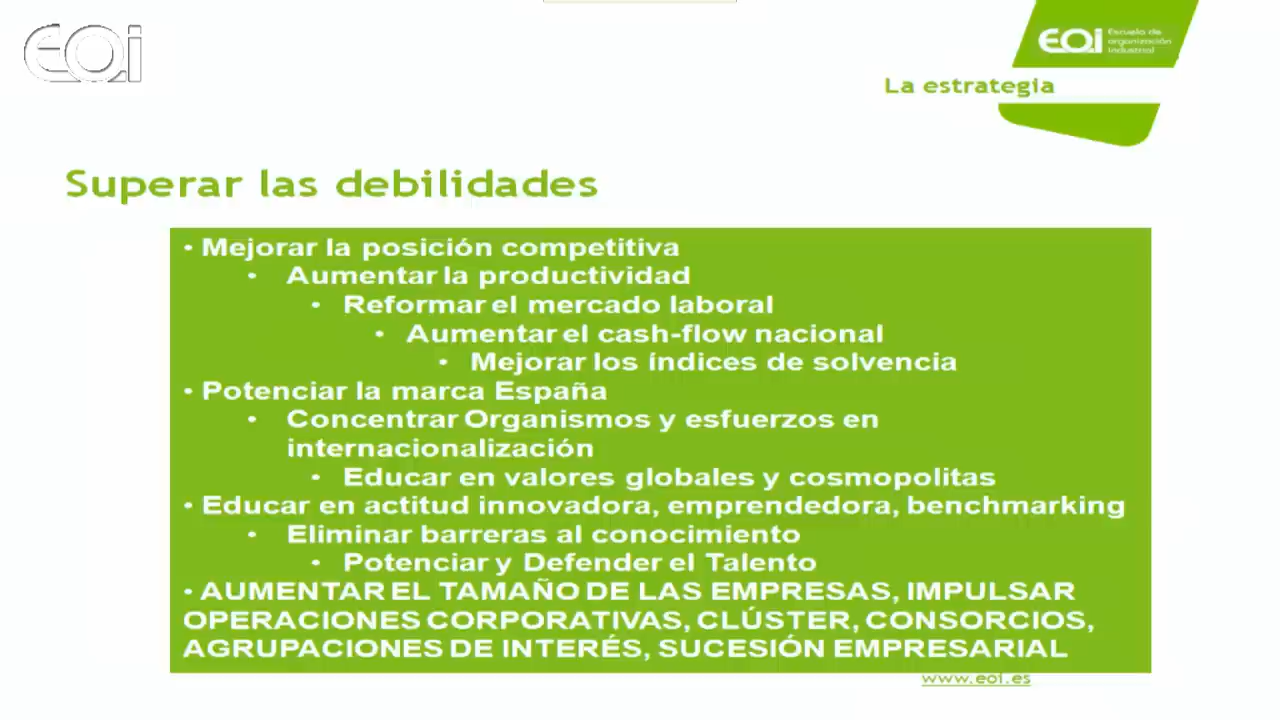 EOi
EOi Escuela de
organización
industrial
La estrategia
Superar las debilidades
• Mejorar la posición competitiva
• Aumentar la productividad
• Reformar el mercado laboral
• Aumentar el cash-flow nacional
• Mejorar los índices de solvencia
• Potenciar la marca España
• Concentrar Organismos y esfuerzos en
internacionalización
• Educar en valores globales y cosmopolitas
• Educar en actitud innovadora, emprendedora, benchmarking
• Eliminar barreras al conocimiento
• Potenciar y Defender el Talento
• AUMENTAR EL TAMAÑO DE LAS EMPRESAS, IMPULSAR
OPERACIONES CORPORATIVAS, CLÚSTER, CONSORCIOS,
AGRUPACIONES DE INTERÉS, SUCESIÓN EMPRESARIAL
www.eoi.es